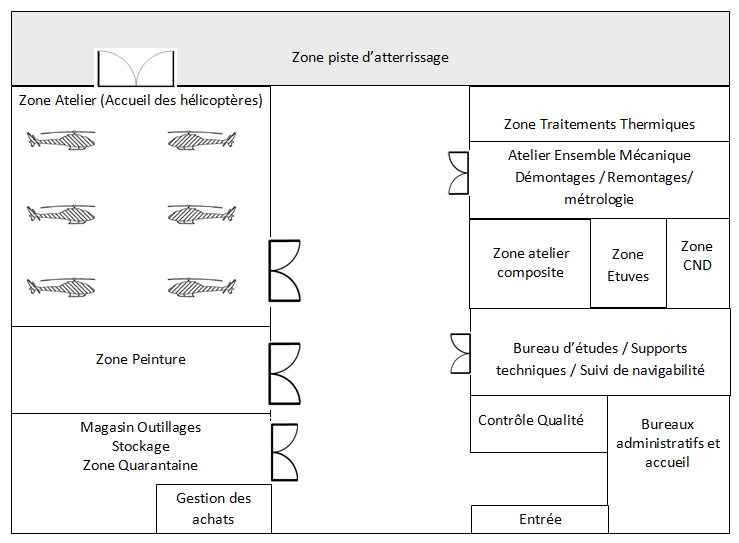 Zone piste d’atterrissage
Zone Atelier (Accueil des hélicoptères)
Zone Traitements Thermiques
Atelier Ensemble Mécanique
Démontages / Remontages/
métrologie
Zone atelier
composite
Zone
Etuves
Zone
CND
Zone Peinture
Bureau d’études / Supports
techniques / Suivi de navigabilité
Magasin Outillages
Stockage
Zone Quarantaine
Contrôle Qualité
Bureaux
administratifs et
accueil
Gestion des
achats
Entrée